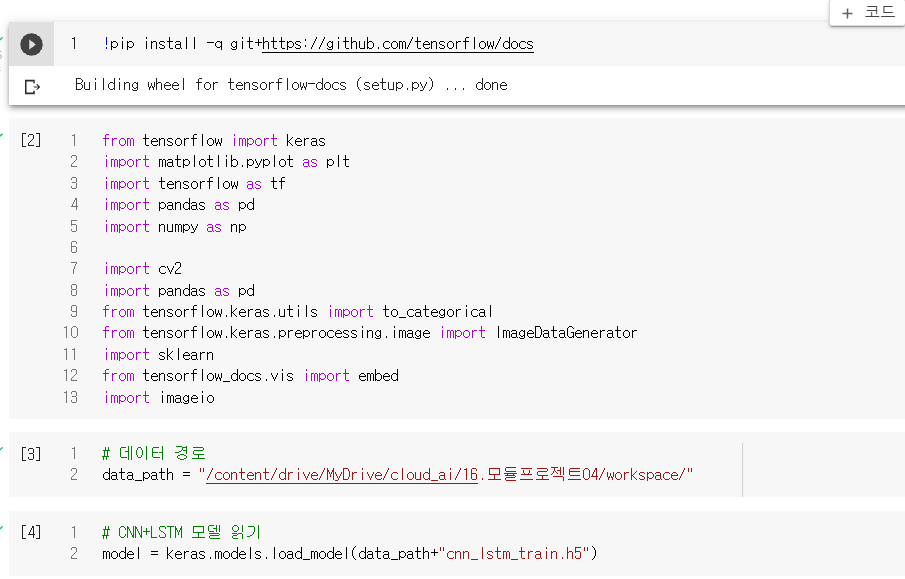 + 코드
1 !pip install -q git+https://github.com/tensorflow/docs
Building wheel for tensorflow-docs (setup.py) ... done
[2] 1 from tensorflow import keras
2 import matplotlib.pyplot as plt
3 import tensorflow as tf
4 import pandas as pd
5 import numpy as np
6
7 import cv2
8 import pandas as pd
9 from tensorflow.keras.utils import to_categorical
10 from tensorflow.keras.preprocessing.image import ImageDataGenerator
11 import sklearn
12 from tensorflow_docs.vis import embed
13 import imageio
[3] 1 # 데이터 경로
2 data_path = "/content/drive/MyDrive/cloud_ai/16.모듈프로젝트04/workspace/"
[4] 1 # CNN+LSTM 모델 읽기
2 model = keras.models.load_model(data_path+"cnn_lstm_train.h5")